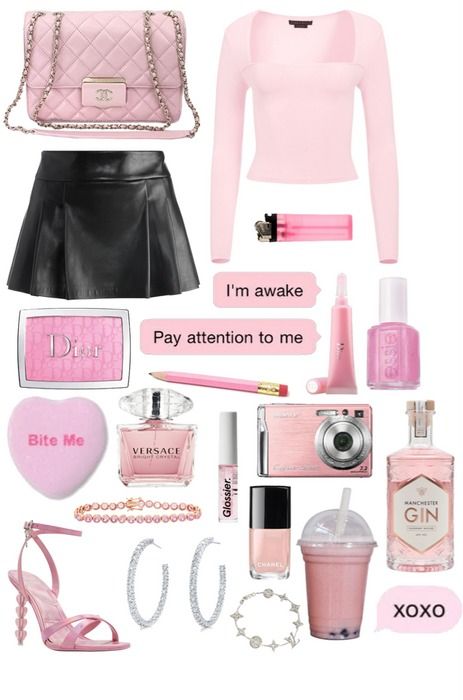 I'm awake
Pay attention to me
Dior
essie
Bite Me
VERSACE
BRIGHT CRYSTAL
Glossier.
MANCHESTER
GIN
CHANEL
xoxo